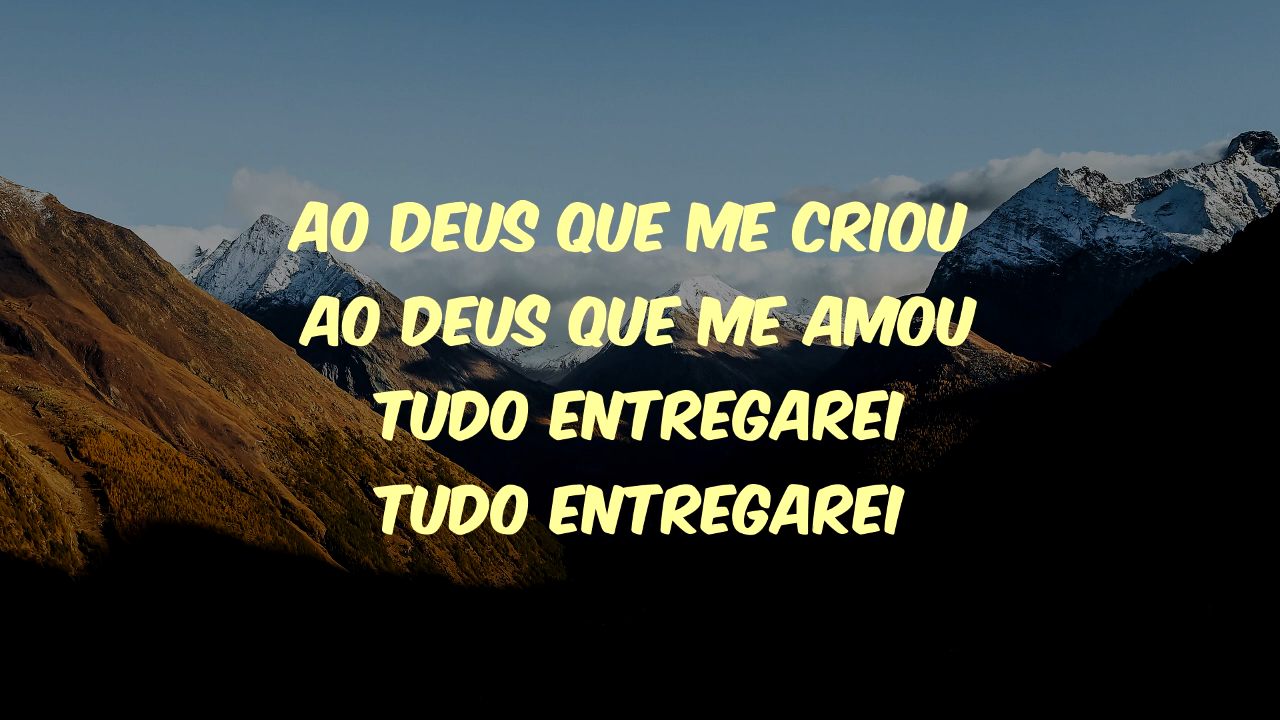 AO DEUS QUE ME CRIOU
AO DEUS QUE ME AMOU
TUDO ENTREGAREI
TUDO ENTREGAREI